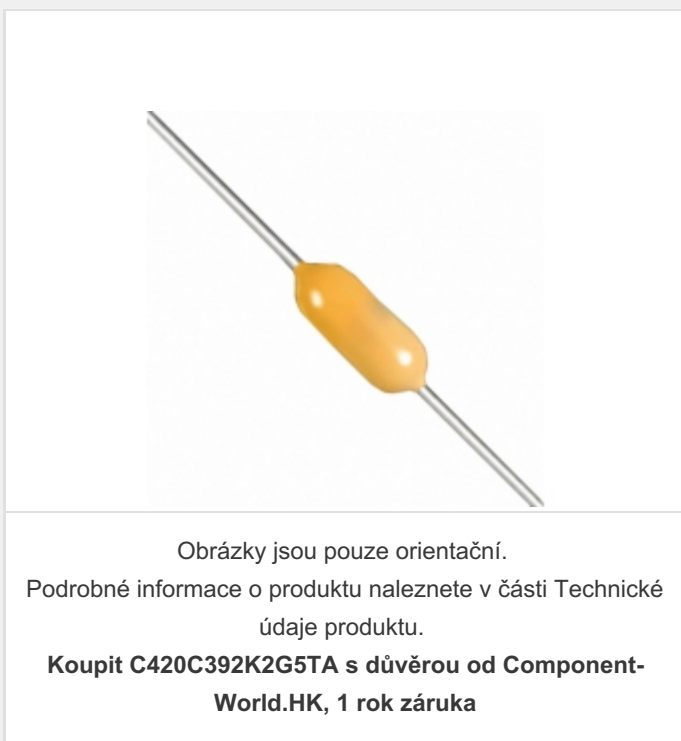 Obrázky jsou pouze orientační.
Podrobné informace o produktu naleznete v části Technické
údaje produktu.
Koupit C420C392K2G5TA s důvěrou od Component-
World.HK, 1 rok záruka